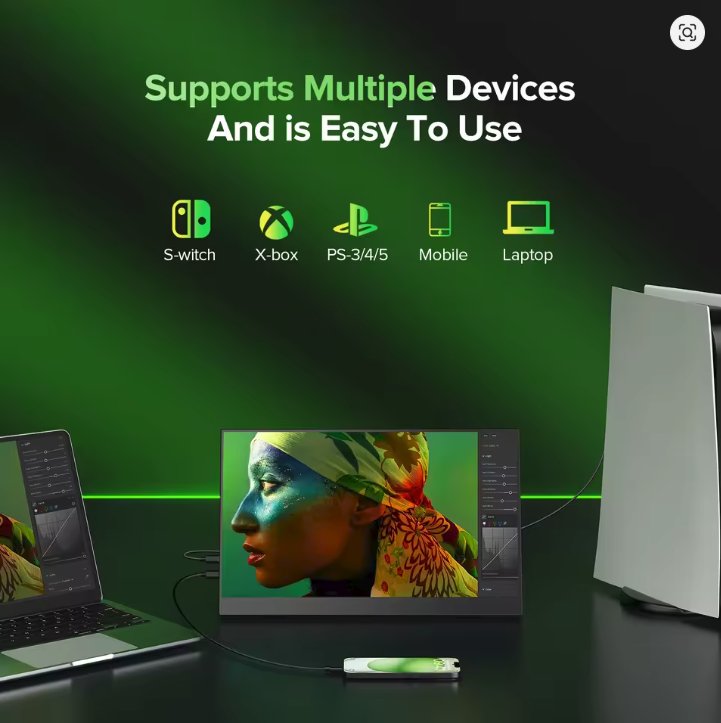 Supports Multiple Devices
And is Easy To Use
S-witch
X-box
PS-3/4/5
Mobile
Laptop